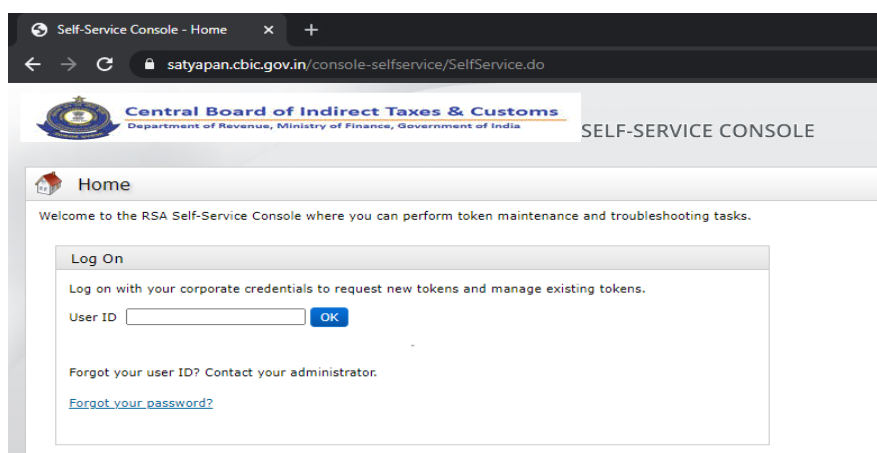 Self-Service Console - Home
satyapan.cbic.gov.in/console-selfservice/SelfService.do
Central Board of Indirect Taxes & Customs
Department of Revenue, Ministry of Finance, Government of India
SELF-SERVICE CONSOLE
Home
Welcome to the RSA Self-Service Console where you can perform token maintenance and troubleshooting tasks.
Log On
Log on with your corporate credentials to request new tokens and manage existing tokens.
User ID OK
Forgot your user ID? Contact your administrator.
Forgot your password?